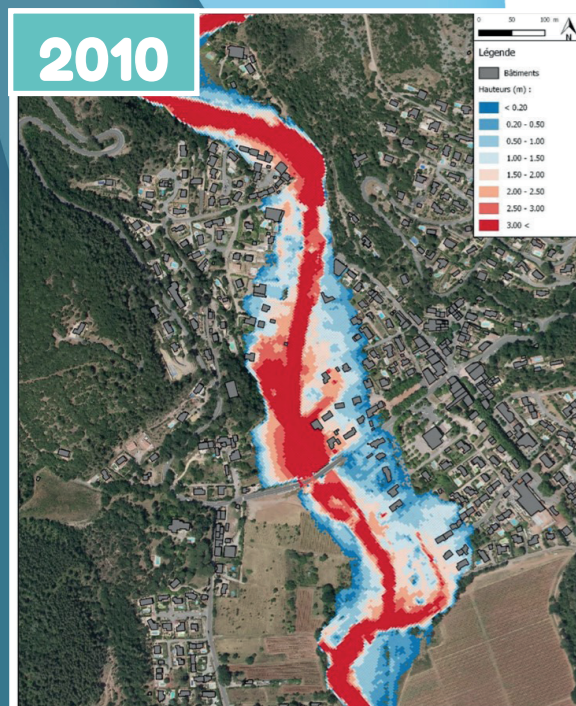 2010
0 50 100 m
N
Légende
Bâtiments
Hauteurs (m) :
< 0.20
0.20 - 0.50
0.50 - 1.00
1.00 - 1.50
1.50 - 2.00
2.00 - 2.50
2.50 - 3.00
3.00 <